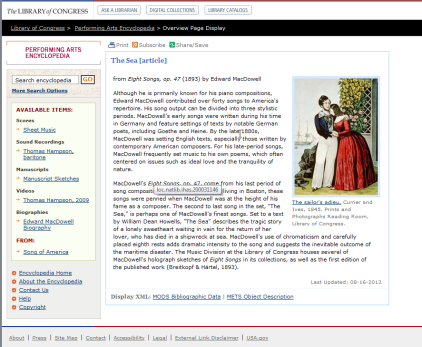 The LIBRARY of CONGRESS
ASK A LIBRARIAN
DIGITAL COLLECTIONS
LIBRARY CATALOGS
Library of Congress > Performing Arts Encyclopedia > Overview Page Display
PERFORMING ARTS
ENCYCLOPEDIA
Search encyclopedia GO
More Search Options
AVAILABLE ITEMS:
Scores
Sheet Music
Sound Recordings
Thomas Hampson,
baritone
Manuscripts
Manuscript Sketches
Videos
Thomas Hampson, 2009
Biographies
Edward MacDowell
Biography
FROM:
Song of America
Encyclopedia Home
About the Encyclopedia
Contact Us
Help
Copyright
Print Subscribe Share/Save
The Sea [article]
from Eight Songs, op. 47 (1893) by Edward MacDowell
Although he is primarily known for his piano compositions,
Edward MacDowell contributed over forty songs to America's
repertoire. His song output can be divided into three stylistic
periods. MacDowell's early songs were written during his time
in Germany and feature settings of texts by notable German
poets, including Goethe and Heine. By the late 1880s,
MacDowell was setting English texts, especially those written by
contemporary American composers. For his late-period songs,
MacDowell frequently set music to his own poems, which often
centered on issues such as ideal love and the tranquility of
nature.
MacDowell's Eight Songs, op. 47, come from his last period of
song composit
loc.natlib.ihas.200031146
living in Boston, these
songs were penned when MacDowell was at the height of his
fame as a composer. The second to last song in the set, "The
Sea," is perhaps one of MacDowell's finest songs. Set to a text
by William Dean Howells, "The Sea" describes the tragic story
of a lonely sweetheart waiting in vain for the return of her
lover, who has died in a shipwreck at sea. MacDowell's use of chromaticism and carefully
placed eighth rests adds dramatic intensity to the song and suggests the inevitable outcome of
the maritime disaster. The Music Division at the Library of Congress houses several of
MacDowell's holograph sketches of Eight Songs in its collections, as well as the first edition of
the published work (Breitkopf & Härtel, 1893).
The sailor's adieu. Currier and
Ives, 1845. Prints and
Photographs Reading Room,
Library of Congress.
Last Updated: 08-16-2012
Display XML: MODS Bibliographic Data | METS Object Description
About | Press | Site Map | Contact | Accessibility | Legal | External Link Disclaimer | USA.gov